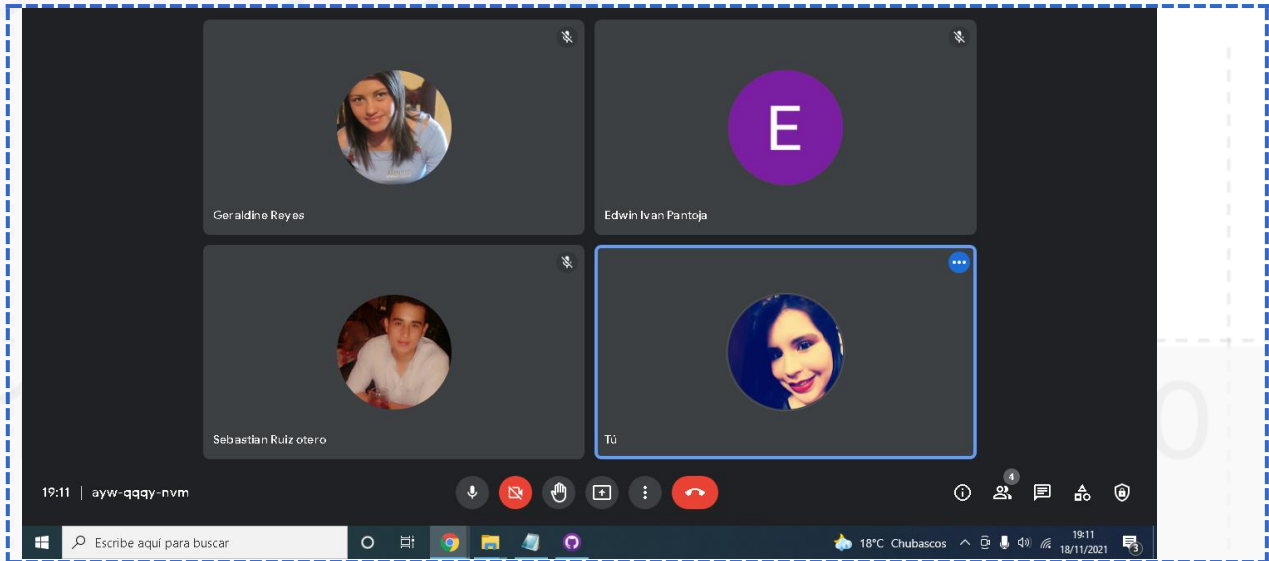 E
Geraldine Reyes
Edwin Ivan Pantoja
Sebastian Ruiz otero
Tú
19:11 | ayw-qqqy-nvm
4
Escribe aquí para buscar
18°C Chubascos
19:11
18/11/2021
3
0